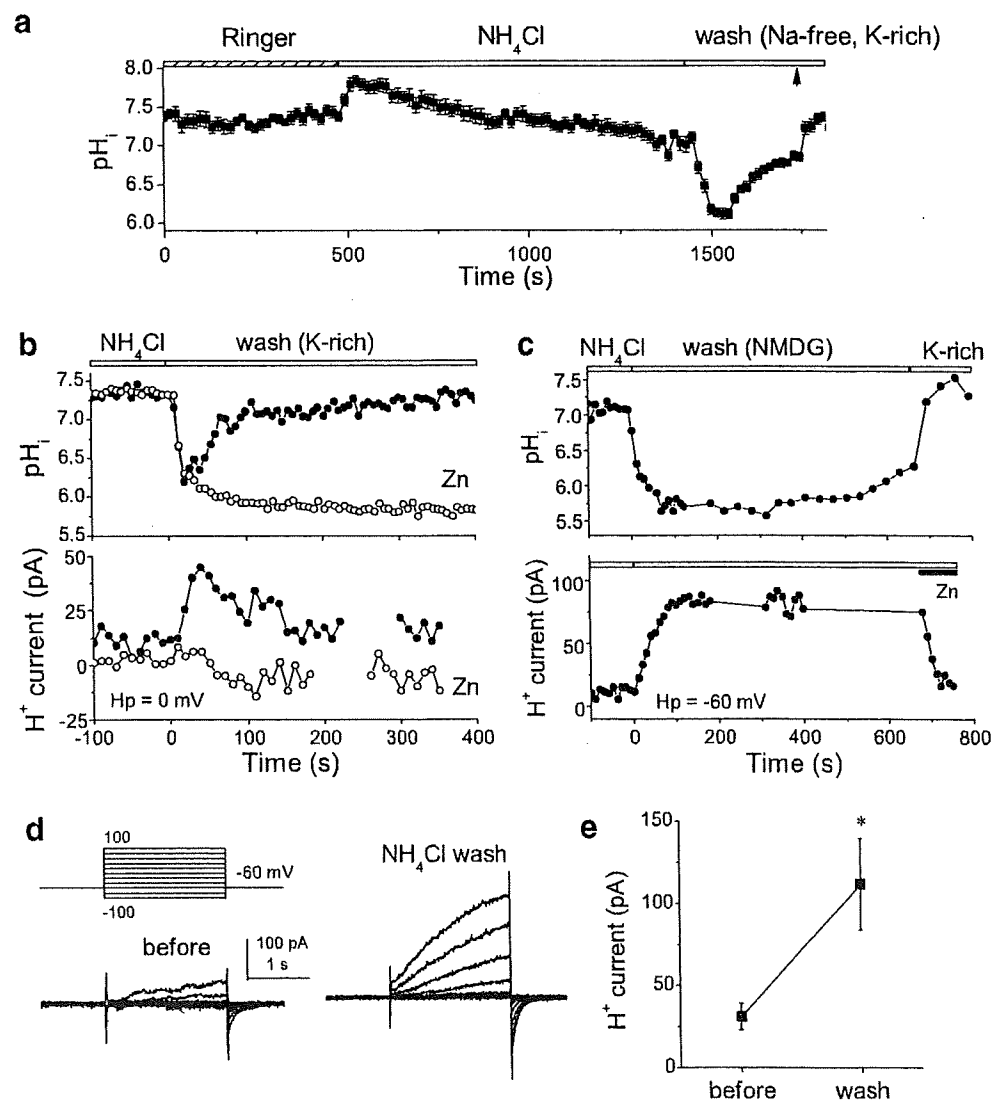 a
Ringer NH4Cl wash (Na-free, K-rich)
8.0
7.5
7.0
6.5
6.0
pHi
0 500 1000 1500
Time (s)
b
NH4Cl wash (K-rich)
7.5
7.0
6.5
6.0
5.5
pHi
Zn
50
25
0
-25
H+ current (pA)
Hp = 0 mV
Zn
-100 0 100 200 300 400
Time (s)
c
NH4Cl wash (NMDG) K-rich
7.5
7.0
6.5
6.0
5.5
pHi
100
50
0
H+ current (pA)
Zn
Hp = -60 mV
0 200 400 600 800
Time (s)
d
100
-60 mV
-100
before
100 pA
1 s
NH4Cl wash
e
150
100
50
0
H+ current (pA)
*
before wash